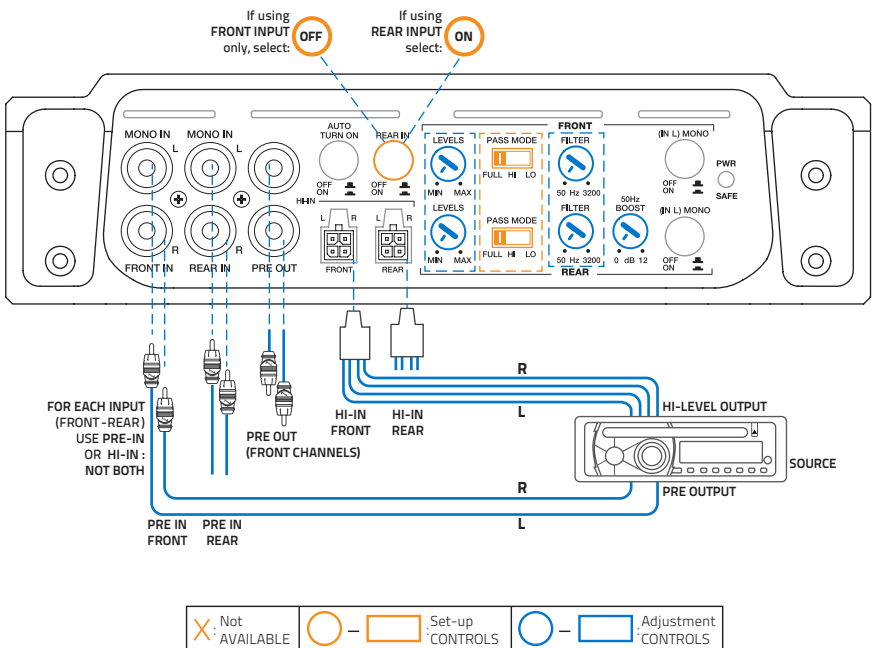 If using
FRONT INPUT
only, select:
OFF
If using
REAR INPUT
select:
ON
MONO IN
MONO IN
L
L
AUTO
TURN ON
REAR IN
OFF
ON
OFF
ON
FRONT
LEVELS
MIN MAX
PASS MODE
FULL HI LO
FILTER
50 Hz 3200
(IN L) MONO
OFF
ON
PWR
SAFE
HI-IN
L R
L R
FRONT
REAR
R
R
FRONT IN
REAR IN
PRE OUT
LEVELS
MIN MAX
PASS MODE
FULL HI LO
FILTER
50 Hz 3200
50Hz
BOOST
0 dB 12
(IN L) MONO
OFF
ON
REAR
FOR EACH INPUT
(FRONT-REAR)
USE PRE-IN
OR HI-IN :
NOT BOTH
PRE OUT
(FRONT CHANNELS)
HI-IN
FRONT
HI-IN
REAR
R
L
HI-LEVEL OUTPUT
SOURCE
PRE OUTPUT
R
L
PRE IN
FRONT
PRE IN
REAR
X: Not
AVAILABLE
– : Set-up
CONTROLS
– : Adjustment
CONTROLS